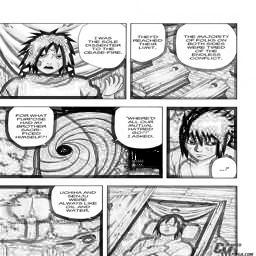 THE MAJORITY
OF FOLKS ON
BOTH SIDES
WERE TIRED
OF THE
ENDLESS
CONFLICT.
THEY'D
REACHED
THEIR
LIMIT.
I WAS
THE SOLE
DISSENTER
TO THE
CEASE-FIRE.
...?
"WHERE'D
ALL OUR
MUTUAL
HATRED
GO?"
I ASKED.
FOR WHAT
PURPOSE
HAD MY
BROTHER
SACRI-
FICED
HIMSELF?!
UCHIHA AND
SENJU
WERE
ALWAYS
LIKE
OIL AND
WATER.